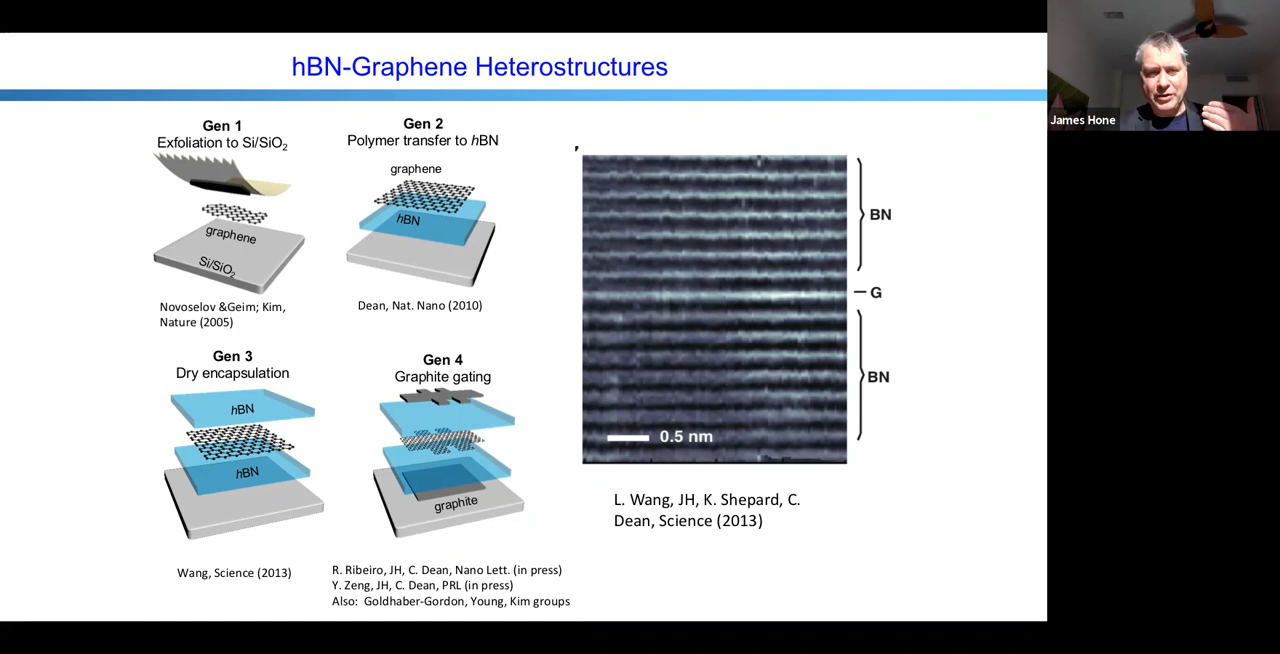 hBN-Graphene Heterostructures
Gen 1
Exfoliation to Si/SiO₂
graphene
Si/SiO₂
Novoselov &Geim; Kim,
Nature (2005)
Gen 2
Polymer transfer to hBN
graphene
hBN
Dean, Nat. Nano (2010)
Gen 3
Dry encapsulation
hBN
hBN
Wang, Science (2013)
Gen 4
Graphite gating
graphite
R. Ribeiro, JH, C. Dean, Nano Lett. (in press)
Y. Zeng, JH, C. Dean, PRL (in press)
Also:  Goldhaber-Gordon, Young, Kim groups
BN
G
BN
0.5 nm
L. Wang, JH, K. Shepard, C.
Dean, Science (2013)
James Hone